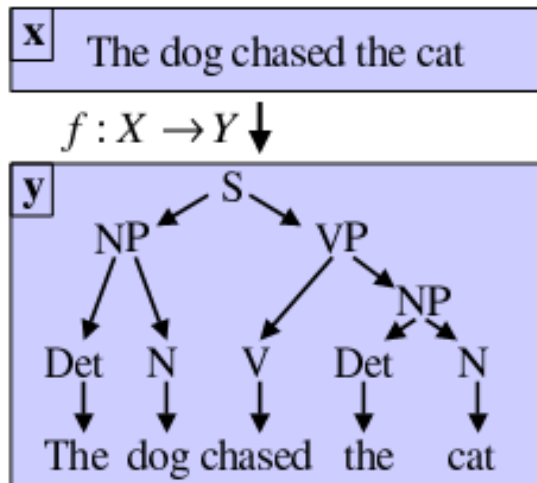 x
The dog chased the cat
f : X → Y
y
S
NP VP
NP
Det N V Det N
The dog chased the cat